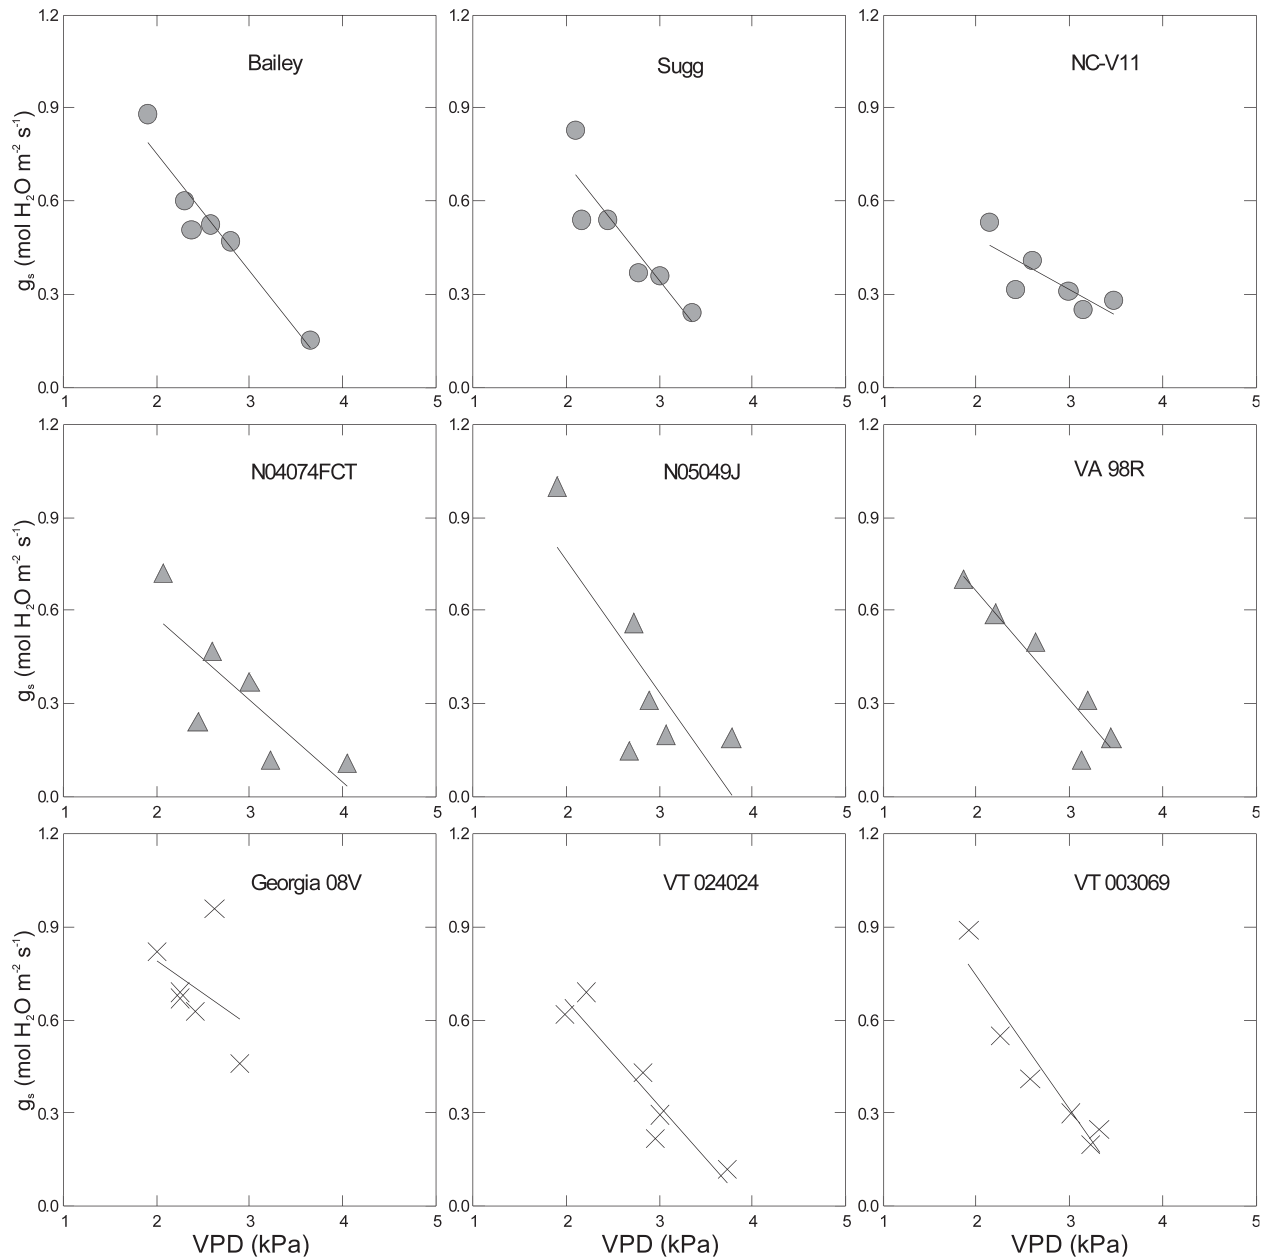 1.2 1.2 1.2
Bailey Sugg NC-V11
0.9 0.9 0.9
0.6 0.6 0.6
0.3 0.3 0.3
0.0 0.0 0.0
gₛ (mol H₂O m⁻² s⁻¹)
1 2 3 4 5 1 2 3 4 5 1 2 3 4 5
1.2 1.2 1.2
N04074FCT N05049J VA 98R
0.9 0.9 0.9
0.6 0.6 0.6
0.3 0.3 0.3
0.0 0.0 0.0
gₛ (mol H₂O m⁻² s⁻¹)
1 2 3 4 5 1 2 3 4 5 1 2 3 4 5
1.2 1.2 1.2
Georgia 08V VT 024024 VT 003069
0.9 0.9 0.9
0.6 0.6 0.6
0.3 0.3 0.3
0.0 0.0 0.0
gₛ (mol H₂O m⁻² s⁻¹)
1 2 3 4 5 1 2 3 4 5 1 2 3 4 5
VPD (kPa) VPD (kPa) VPD (kPa)